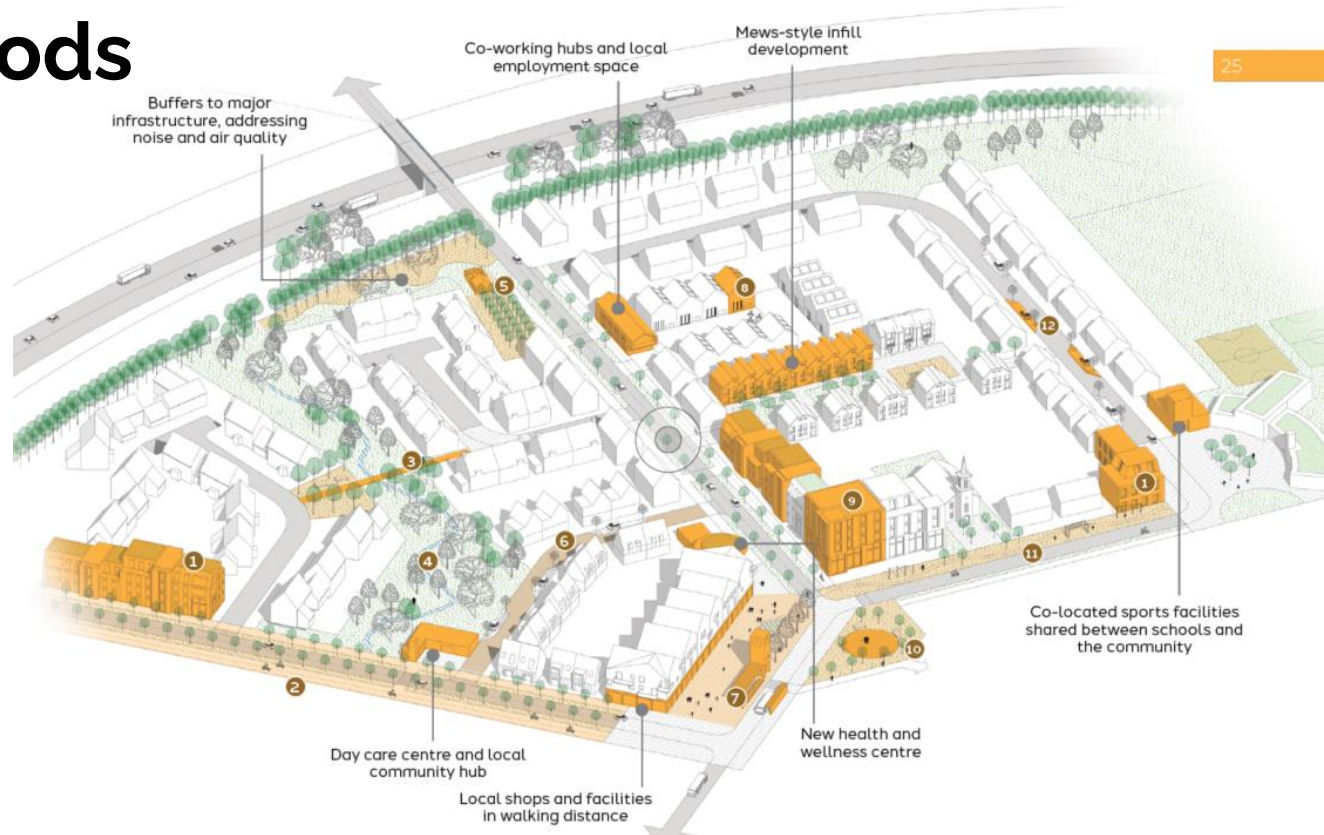 ods
25
Co-working hubs and local
employment space
Mews-style infill
development
Buffers to major
infrastructure, addressing
noise and air quality
5
8
12
3
1
9
1
6
4
11
Co-located sports facilities
shared between schools and
the community
10
2
7
New health and
wellness centre
Day care centre and local
community hub
Local shops and facilities
in walking distance